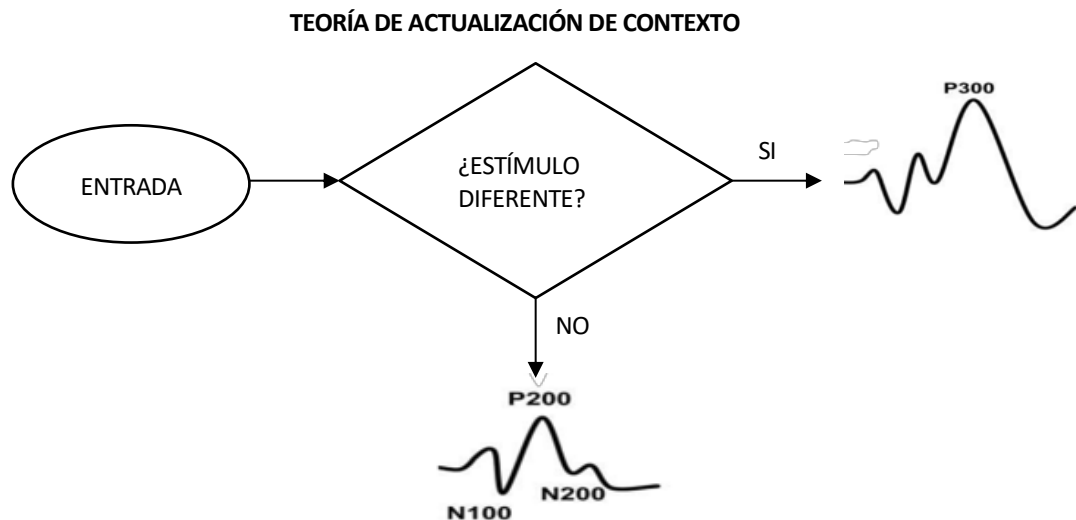 TEORÍA DE ACTUALIZACIÓN DE CONTEXTO
P300
SI
ENTRADA
¿ESTÍMULO
DIFERENTE?
NO
P200
N200
N100